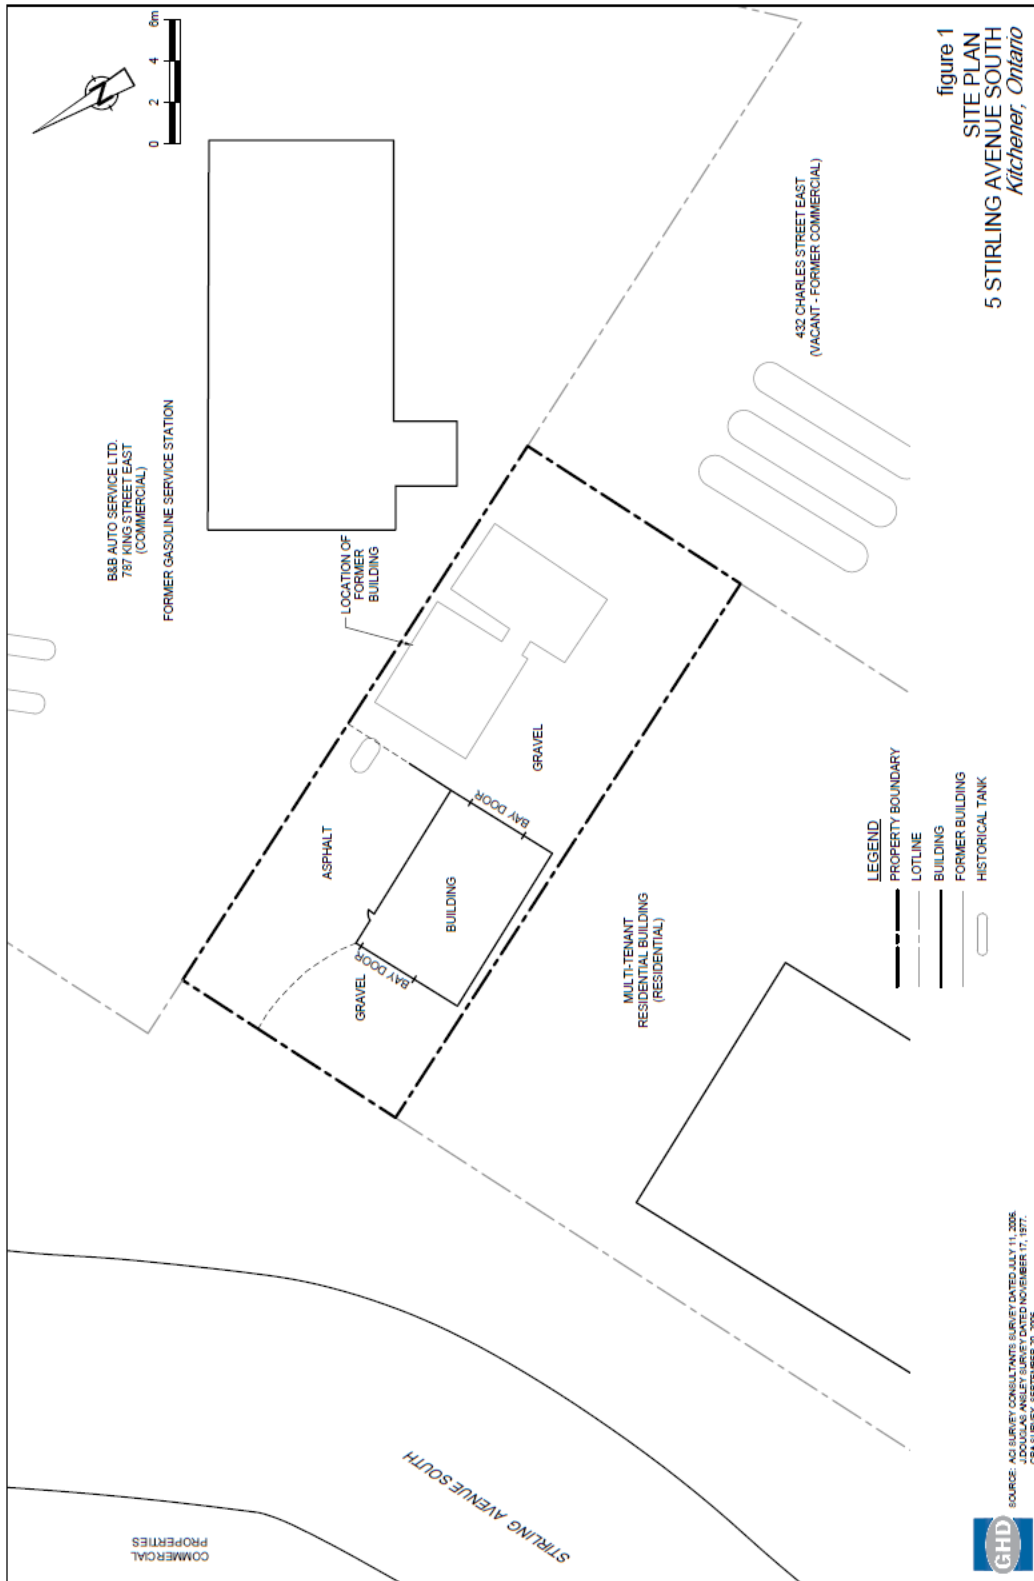 figure 1
SITE PLAN
5 STIRLING AVENUE SOUTH
Kitchener, Ontario
N
0 2 4 6m
B&B AUTO SERVICE LTD.
787 KING STREET EAST
(COMMERCIAL)
FORMER GASOLINE SERVICE STATION
LOCATION OF
FORMER
BUILDING
432 CHARLES STREET EAST
(VACANT - FORMER COMMERCIAL)
ASPHALT
GRAVEL
BAY DOOR
BUILDING
BAY DOOR
GRAVEL
MULTI-TENANT
RESIDENTIAL BUILDING
(RESIDENTIAL)
STIRLING AVENUE SOUTH
COMMERCIAL
PROPERTIES
LEGEND
PROPERTY BOUNDARY
LOTLINE
BUILDING
FORMER BUILDING
HISTORICAL TANK
SOURCE: ACI SURVEY CONSULTANTS SURVEY DATED JULY 11, 2006.
J.DOUGLAS ANSLEY SURVEY DATED NOVEMBER 17, 1977.
GHD